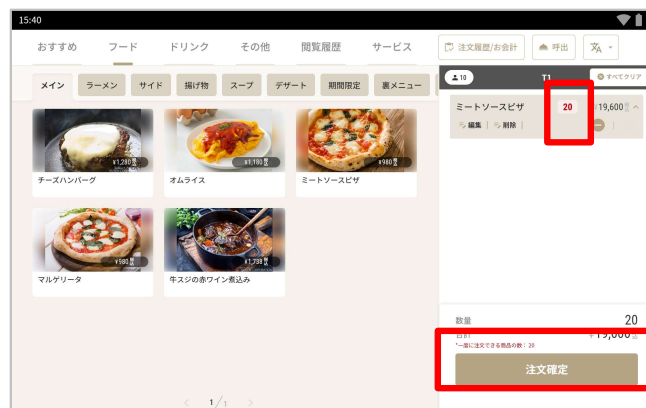 15:40
おすすめ フード ドリンク その他 閲覧履歴 サービス
注文履歴/お会計 呼出
メイン ラーメン サイド 揚げ物 スープ デザート 期間限定 裏メニュー
10 T1 すべてクリア
ミートソースピザ 20 19,600
編集 削除
¥1,280 ¥1,180 ¥980
チーズハンバーグ オムライス ミートソースピザ
¥980 ¥1,738
マルゲリータ 牛スジの赤ワイン煮込み
数量 20
合計 19,600
*一度に注文できる商品の数：20
注文確定
1/1